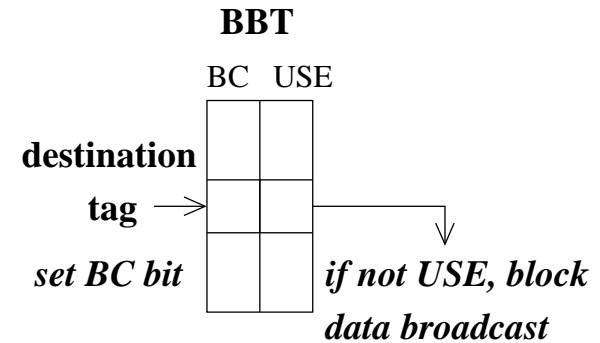 BBT
BC USE
destination
tag
set BC bit
if not USE, block
data broadcast